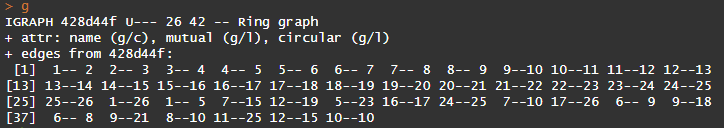 > g
IGRAPH 428d44f U--- 26 42 -- Ring graph
+ attr: name (g/c), mutual (g/l), circular (g/l)
+ edges from 428d44f:
 [1]  1-- 2  2-- 3  3-- 4  4-- 5  5-- 6  6-- 7  7-- 8  8-- 9  9--10 10--11 11--12 12--13
[13] 13--14 14--15 15--16 16--17 17--18 18--19 19--20 20--21 21--22 22--23 23--24 24--25
[25] 25--26  1--26  1-- 5  7--15 12--19  5--23 16--17 24--25  7--10 17--26  6-- 9  9--18
[37]  6-- 8  9--21  8--10 11--25 12--15 10--10